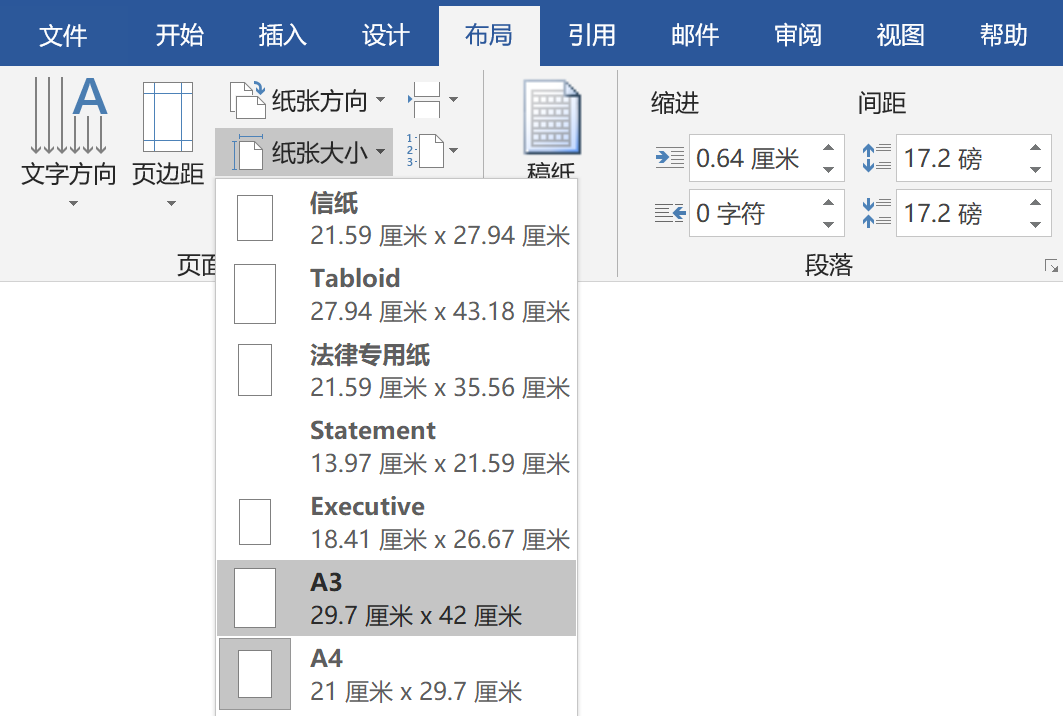 文件 开始 插入 设计 布局 引用 邮件 审阅 视图 帮助
文字方向
页边距
纸张方向
纸张大小
1
2
3
稿纸
缩进 间距
0.64 厘米 17.2 磅
0 字符 17.2 磅
页面
段落
信纸
21.59 厘米 x 27.94 厘米
Tabloid
27.94 厘米 x 43.18 厘米
法律专用纸
21.59 厘米 x 35.56 厘米
Statement
13.97 厘米 x 21.59 厘米
Executive
18.41 厘米 x 26.67 厘米
A3
29.7 厘米 x 42 厘米
A4
21 厘米 x 29.7 厘米